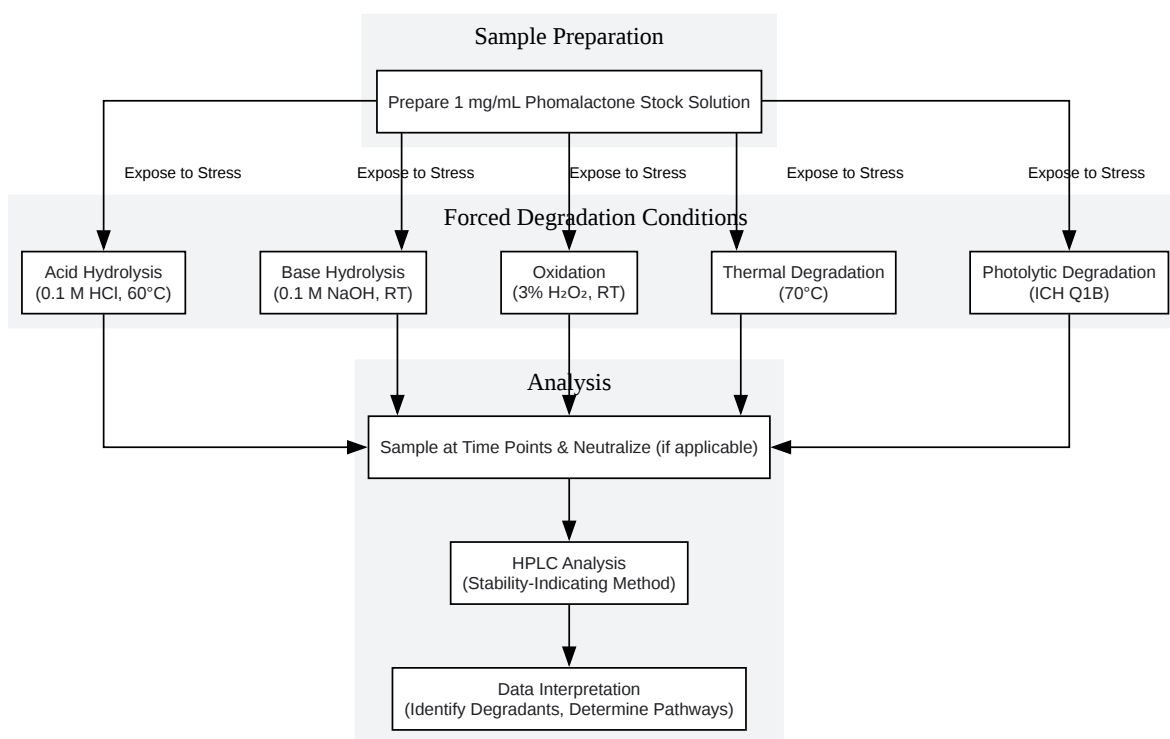 Sample Preparation
Prepare 1 mg/mL Phomalactone Stock Solution
Expose to Stress
Expose to Stress
Expose to Stress
Expose to Stress
Expose to Stress
Forced Degradation Conditions
Acid Hydrolysis
(0.1 M HCl, 60°C)
Base Hydrolysis
(0.1 M NaOH, RT)
Oxidation
(3% H₂O₂, RT)
Thermal Degradation
(70°C)
Photolytic Degradation
(ICH Q1B)
Analysis
Sample at Time Points & Neutralize (if applicable)
HPLC Analysis
(Stability-Indicating Method)
Data Interpretation
(Identify Degradants, Determine Pathways)